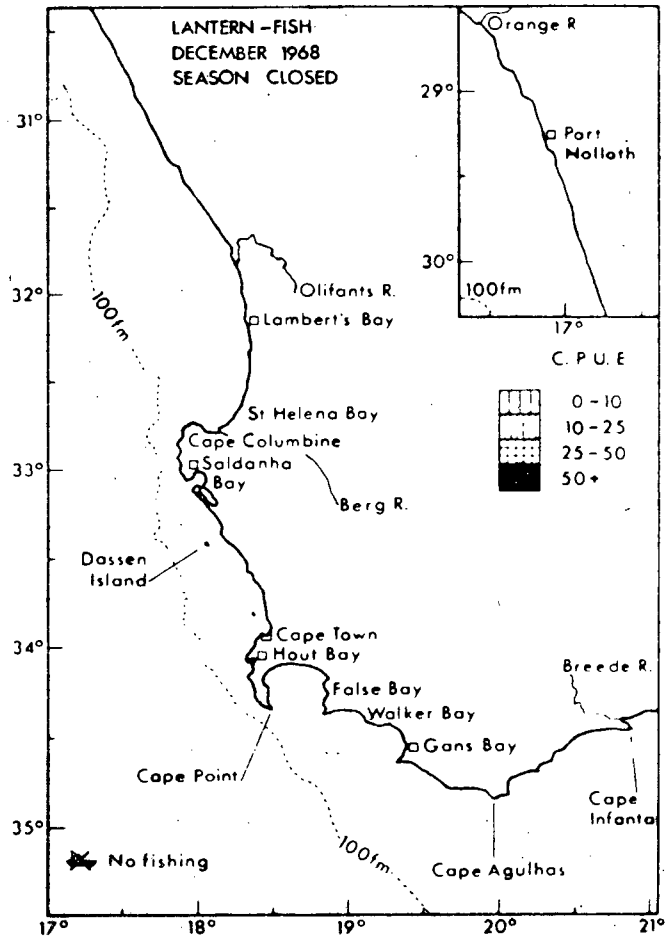 LANTERN-FISH
DECEMBER 1968
SEASON CLOSED
Orange R
29°
Port
Nolloth
30°
100fm
17°
31°
32°
33°
34°
35°
100fm
Olifants R.
Lambert's Bay
C. P. U. E
0-10
10-25
25-50
50+
St Helena Bay
Cape Columbine
Saldanha
Bay
Berg R.
Dassen
Island
Cape Town
Hout Bay
False Bay
Walker Bay
Gans Bay
Breede R.
Cape Point
Cape
Infanta
Cape Agulhas
100fm
No fishing
17°
18°
19°
20°
21°